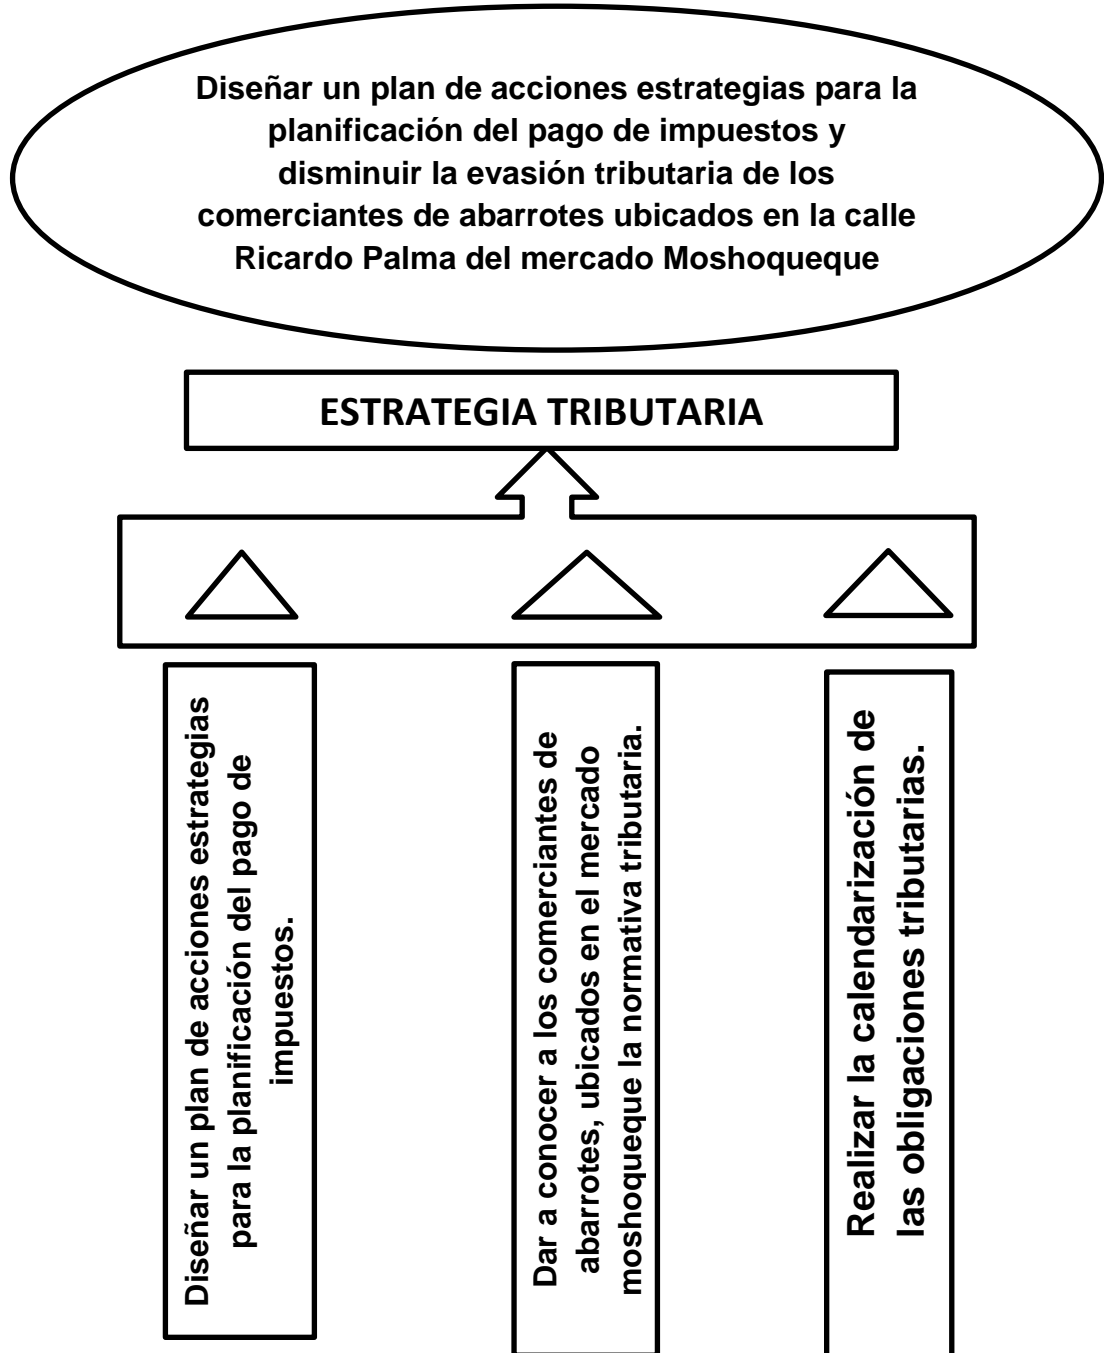 Diseñar un plan de acciones estrategias para la
planificación del pago de impuestos y
disminuir la evasión tributaria de los
comerciantes de abarrotes ubicados en la calle
Ricardo Palma del mercado Moshoqueque
ESTRATEGIA TRIBUTARIA
Diseñar un plan de acciones estrategias
para la planificación del pago de
impuestos.
Dar a conocer a los comerciantes de
abarrotes, ubicados en el mercado
moshoqueque la normativa tributaria.
Realizar la calendarización de
las obligaciones tributarias.